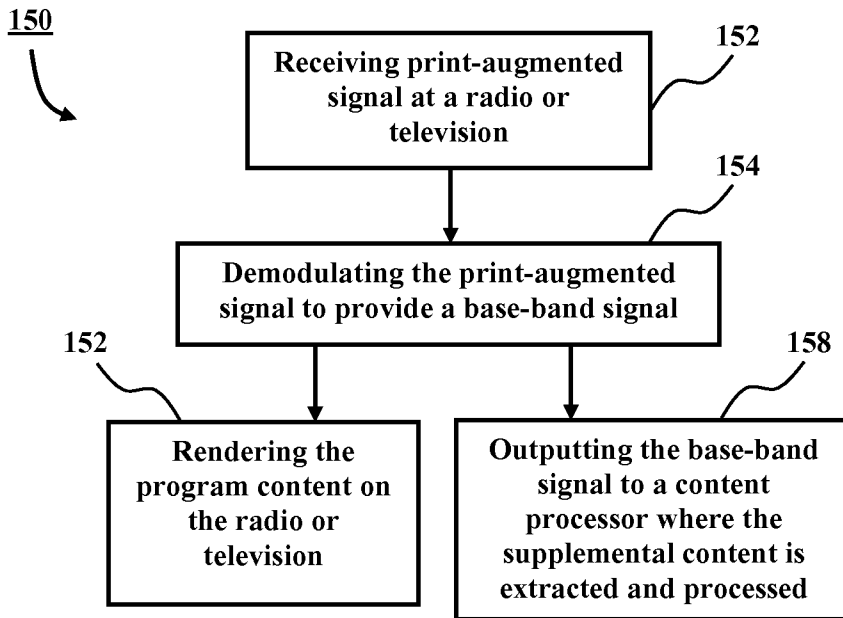 150
152
Receiving print-augmented
signal at a radio or
television
154
Demodulating the print-augmented
signal to provide a base-band signal
152
158
Rendering the
program content on
the radio or
television
Outputting the base-band
signal to a content
processor where the
supplemental content is
extracted and processed